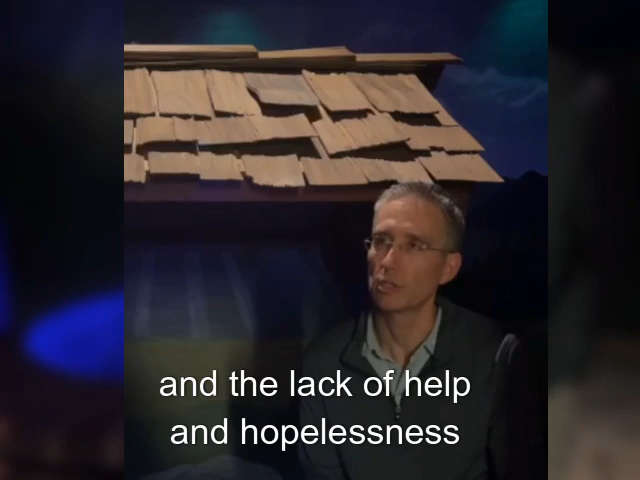 and the lack of help
and hopelessness